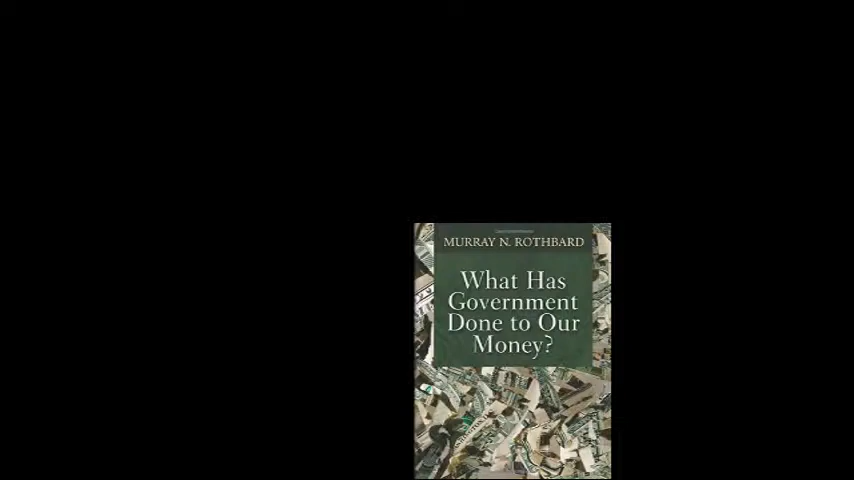 MURRAY N. ROTHBARD
What Has
Government
Done to Our
Money?